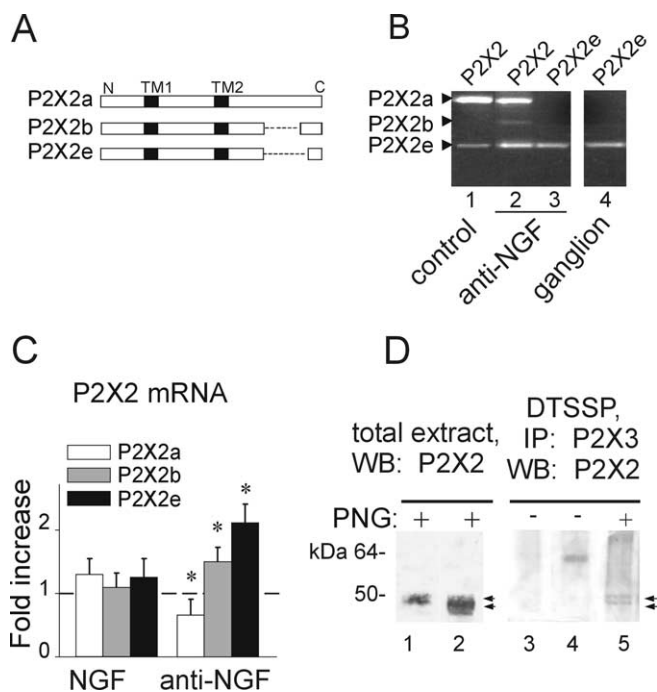 A
N TM1 TM2 C
P2X2a
P2X2b
P2X2e
B
P2X2 P2X2 P2X2e P2X2e
P2X2a
P2X2b
P2X2e
1 2 3 4
control anti-NGF ganglion
C
P2X2 mRNA
P2X2a
P2X2b
P2X2e
Fold increase
2
1
0
* * *
NGF anti-NGF
D
total extract,
WB: P2X2
DTSSP,
IP: P2X3
WB: P2X2
PNG: + + - - +
kDa 64-
50-
1 2 3 4 5